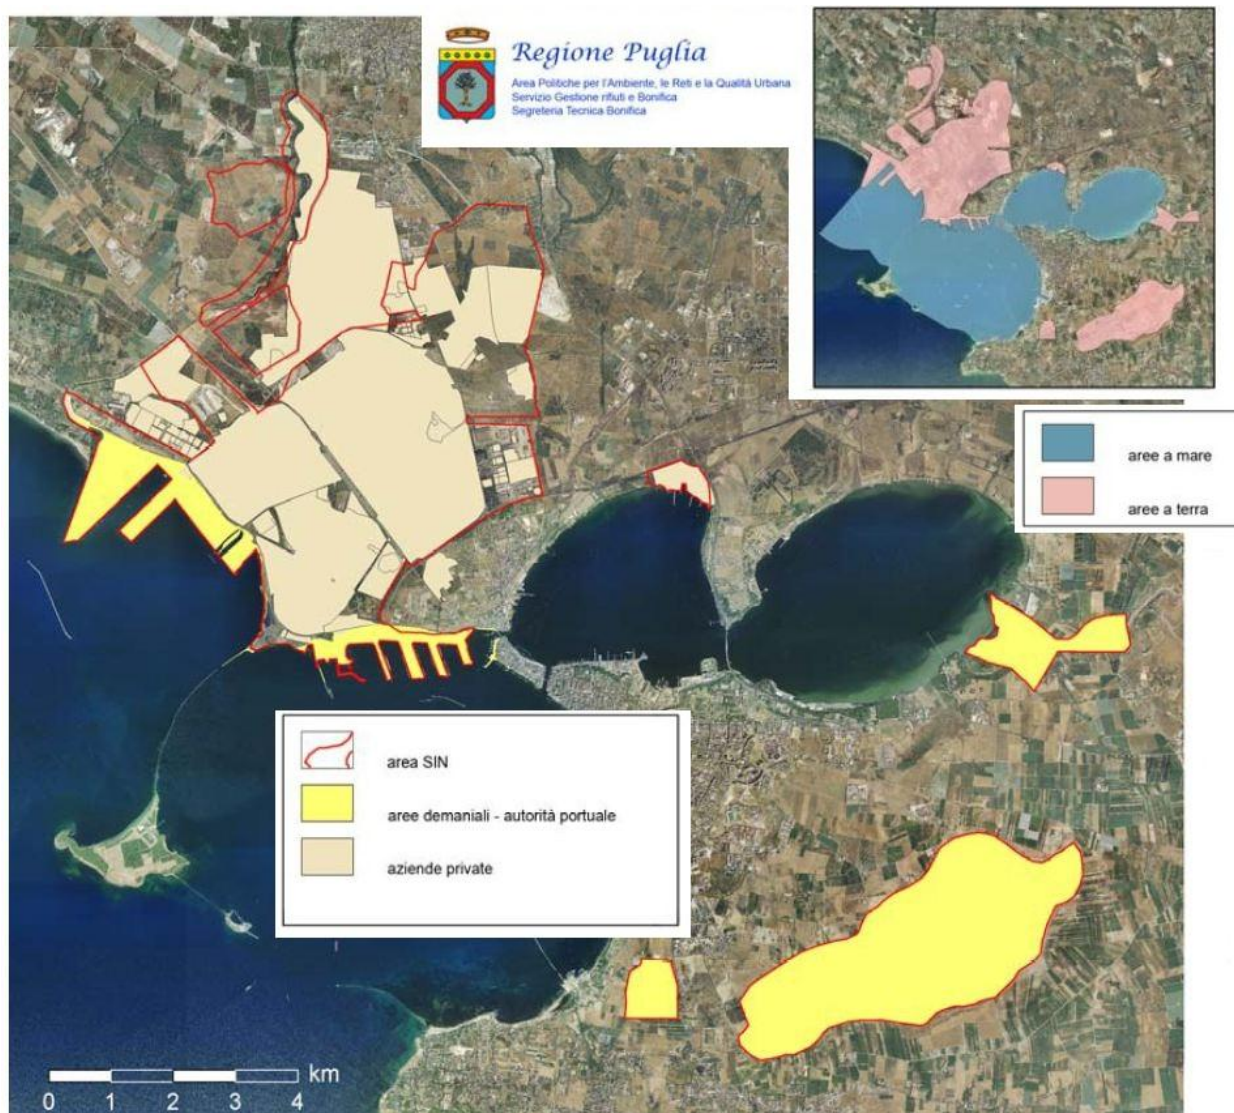 Regione Puglia
Area Politiche per l'Ambiente, le Reti e la Qualità Urbana
Servizio Gestione rifiuti e Bonifica
Segreteria Tecnica Bonifica
aree a mare
aree a terra
area SIN
aree demaniali - autorità portuale
aziende private
km
0 1 2 3 4